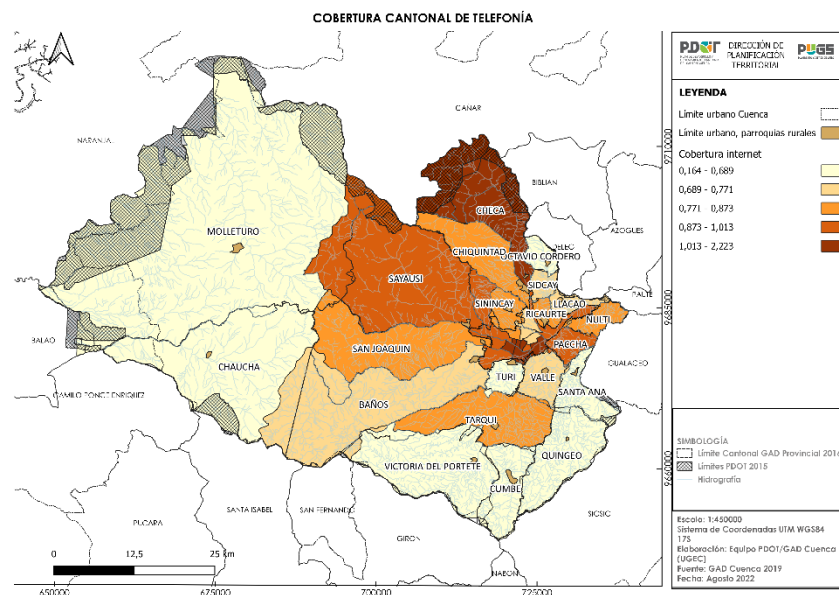 COBERTURA CANTONAL DE TELEFONÍA
PDOT
DIRECCIÓN DE
PLANIFICACIÓN
TERRITORIAL
PUGS
LEYENDA
Límite urbano Cuenca
Límite urbano, parroquias rurales
Cobertura internet
0,164 - 0,689
0,689 - 0,771
0,771 - 0,873
0,873 - 1,013
1,013 - 2,223
SIMBOLOGÍA
Límite Cantonal GAD Provincial 2016
Límites PDOT 2015
Hidrografía
Escala: 1:450000
Sistema de Coordenadas UTM WGS84
17S
Elaboración: Equipo PDOT/GAD Cuenca
(UGEC)
Fuente: GAD Cuenca 2019
Fecha: Agosto 2022
CANAR
NARANJAL
BIBLIAN
AZOGUES
MOLLETURO
CHIQUINTAD
OCTAVIO CORDERO
SIDCAY
SAYAUSI
SININCAY
LLACAO
RICAURTE
NULTI
BALAO
SAN JOAQUIN
PACCHA
GUALACEO
CHAUCHA
TURI
VALLE
SANTA ANA
CAMILO PONCE ENRIQUEZ
BAÑOS
TARQUI
QUINGEO
VICTORIA DEL PORTETE
CUMBE
SANTA ISABEL
SAN FERNANDO
PUCARA
GIRON
NABON
0 12,5 25 Km
650000 675000 700000 725000
9710000
9685000
9660000